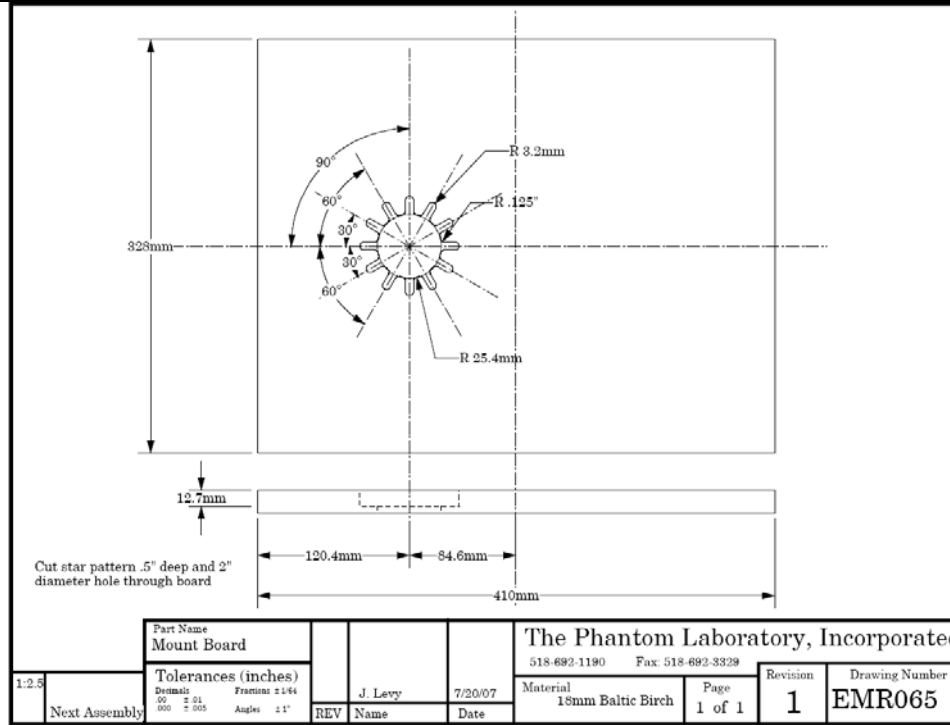 90°
R 3.2mm
60°
R .125"
30°
328mm
30°
60°
R 25.4mm
12.7mm
120.4mm
84.6mm
Cut star pattern .5" deep and 2"
diameter hole through board
410mm
Part Name
Mount Board
The Phantom Laboratory, Incorporated
518-692-1190 Fax: 518-692-3329
Tolerances (inches)
Decimals Fractions ± 1/64
.00 ± .01
.000 ± .005 Angles ± 1°
1:2.5
Next Assembly
REV
J. Levy
Name
7/20/07
Date
Material
18mm Baltic Birch
Page
1 of 1
Revision
1
Drawing Number
EMR065